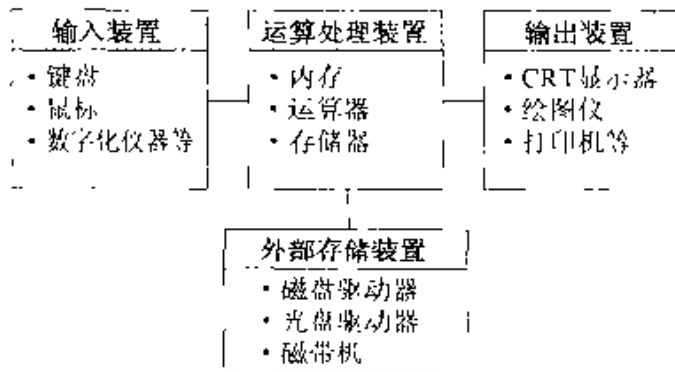 输入装置
• 键盘
• 鼠标
• 数字化仪器等
运算处理装置
• 内存
• 运算器
• 存储器
输出装置
• CRT显示器
• 绘图仪
• 打印机等
外部存储装置
• 磁盘驱动器
• 光盘驱动器
• 磁带机